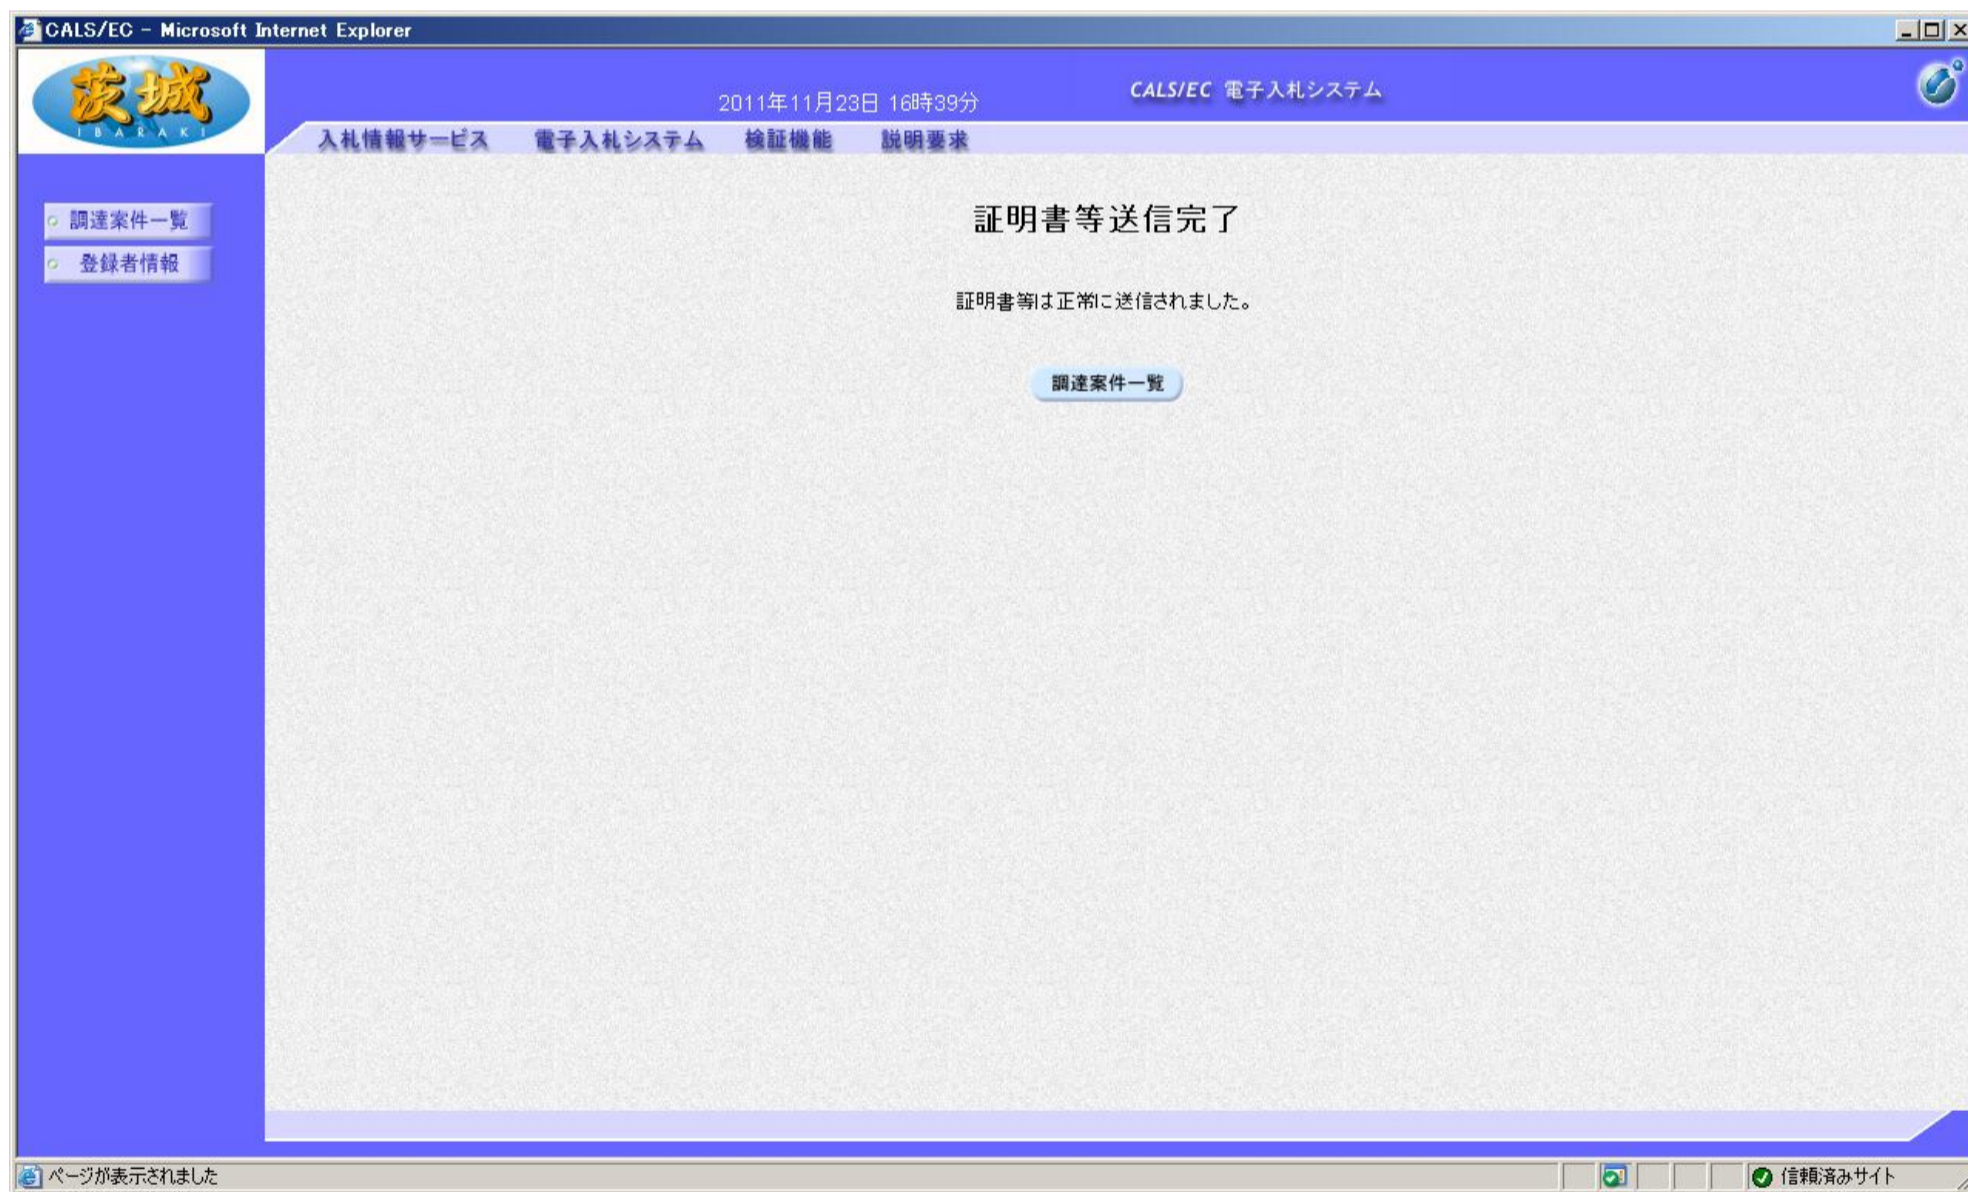 CALS/EC - Microsoft Internet Explorer
茨城
IBARAKI
2011年11月23日 16時39分
CALS/EC 電子入札システム
入札情報サービス 電子入札システム 検証機能 説明要求
調達案件一覧
登録者情報
証明書等送信完了
証明書等は正常に送信されました。
調達案件一覧
ページが表示されました
信頼済みサイト